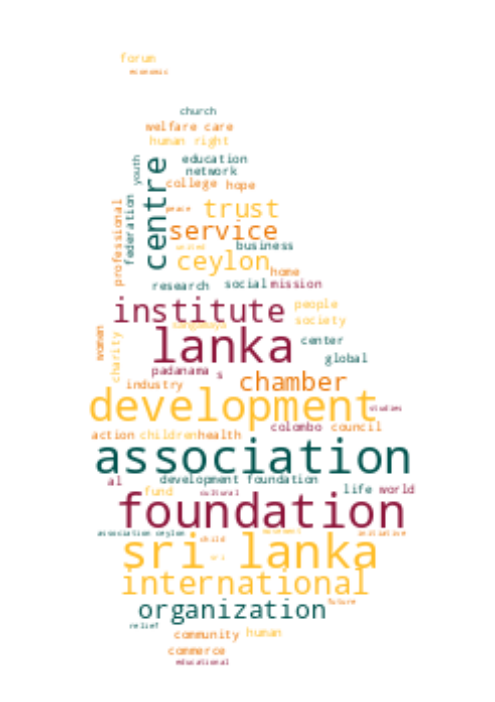 forum
economic
church
welfare care
human right
youth
centre
education
network
college hope
professional
federation
peace
trust
service
united
business
ceylon
home
research
social mission
institute
people
society
women
charity
lanka
center
global
padanama s
industry
chamber
development
studies
colombo council
action children health
association
al
development foundation
fund
cultural
life world
foundation
association ceylon
child
initiative
sri lanka
sri
international
future
organization
relief
community human
commerce
educational